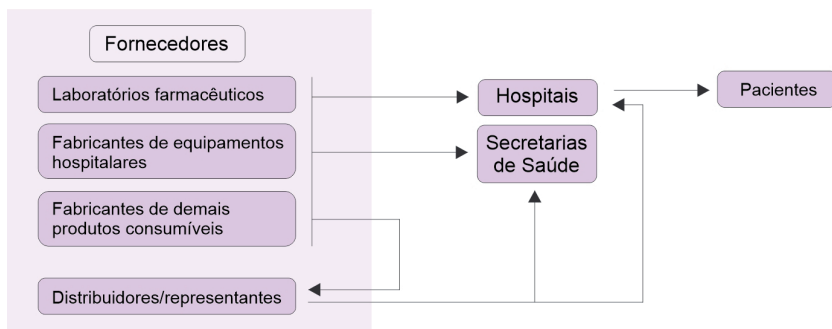 Fornecedores
Laboratórios farmacêuticos
Fabricantes de equipamentos
hospitalares
Fabricantes de demais
produtos consumíveis
Distribuidores/representantes
Hospitais
Secretarias
de Saúde
Pacientes